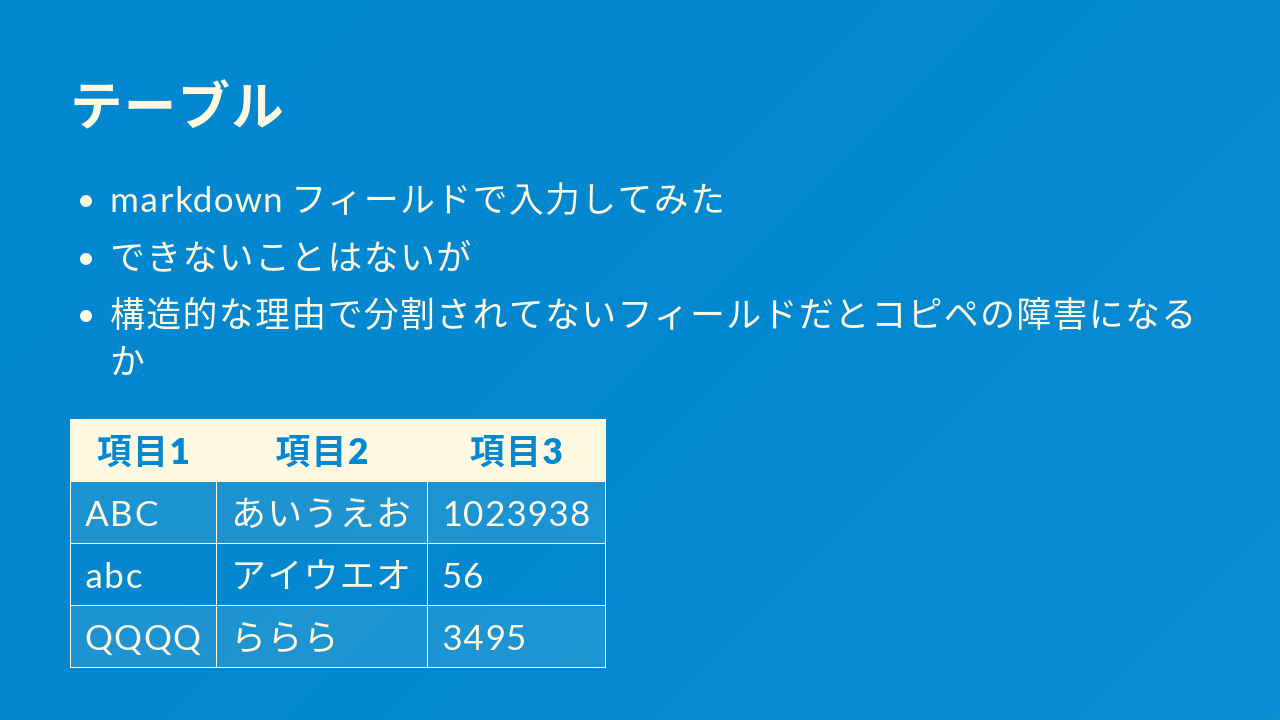 テーブル
markdown フィールドで入力してみた
できないことはないが
構造的な理由で分割されてないフィールドだとコピペの障害になる
か
項目1 項目2 項目3
ABC あいうえお 1023938
abc アイウエオ 56
QQQQ ららら 3495